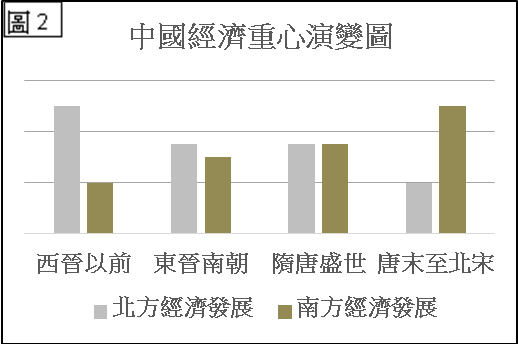 圖2
中國經濟重心演變圖
西晉以前 東晉南朝 隋唐盛世 唐末至北宋
北方經濟發展 南方經濟發展